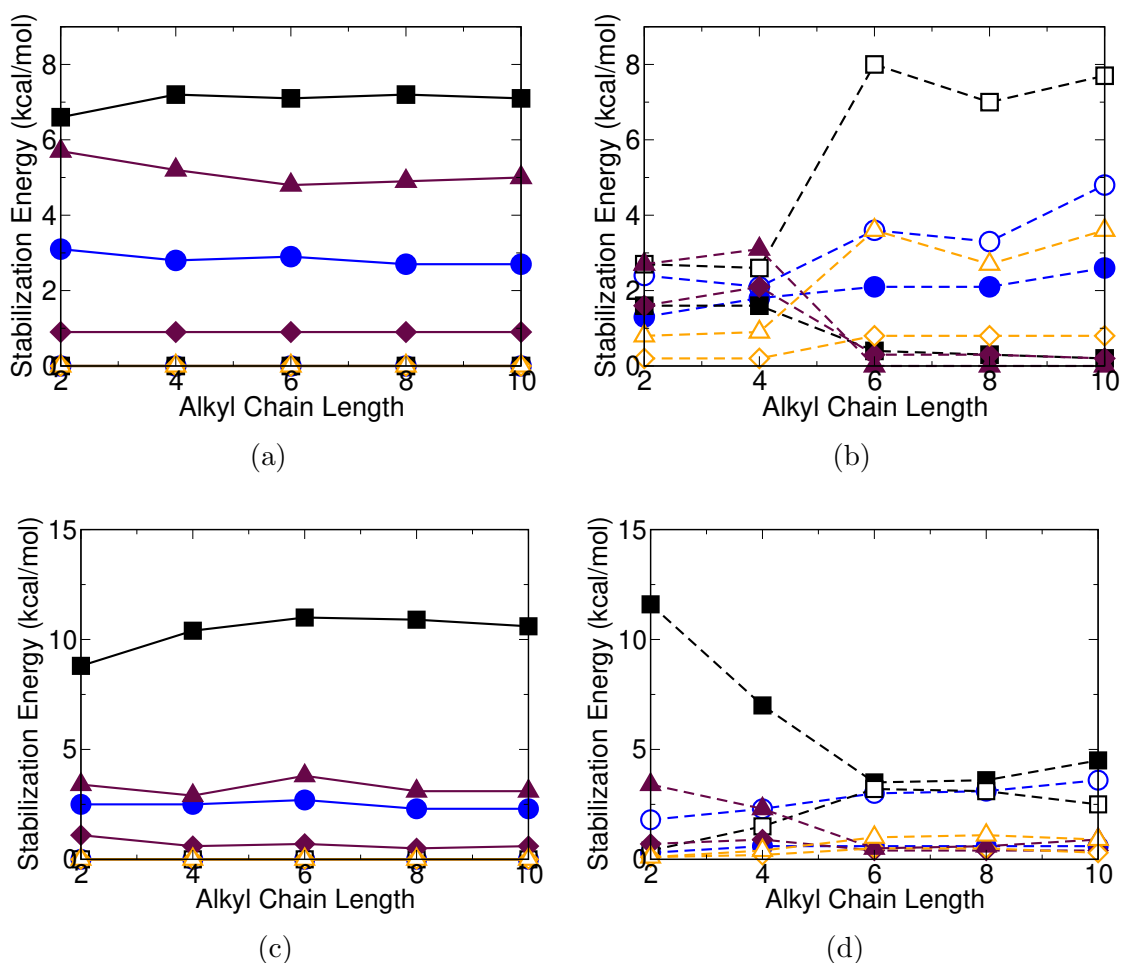 Stabilization Energy (kcal/mol)
0
2
4
6
8
2 4 6 8 10
Alkyl Chain Length
(a)
Stabilization Energy (kcal/mol)
0
2
4
6
8
2 4 6 8 10
Alkyl Chain Length
(b)
Stabilization Energy (kcal/mol)
0
5
10
15
2 4 6 8 10
Alkyl Chain Length
(c)
Stabilization Energy (kcal/mol)
0
5
10
15
2 4 6 8 10
Alkyl Chain Length
(d)